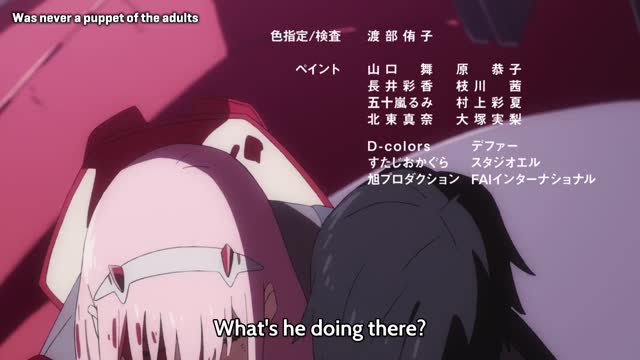 Was never a puppet of the adults
色指定/検査 渡部侑子
ペイント 山口 舞 原 恭子
長井彩香 枝川 茜
五十嵐るみ 村上彩夏
北東真奈 大塚実梨
D-colors デファー
すたじおかぐら スタジオエル
旭プロダクション FAIインターナショナル
What's he doing there?